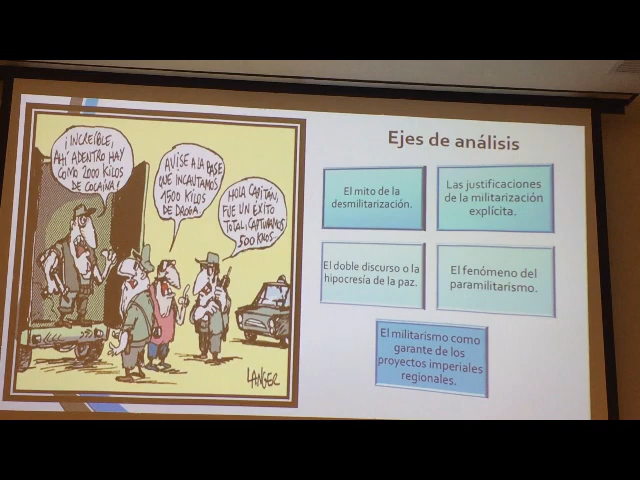 ¡INCREÍBLE,
AHÍ ADENTRO HAY
COMO 2000 KILOS
DE COCAÍNA!
AVISE A LA BASE
QUE INCAUTAMOS
1500 KILOS
DE DROGA
HOLA CAPITÁN,
FUE UN ÉXITO
TOTAL, CAPTURAMOS
500 KILOS
LANGER
Ejes de análisis
El mito de la
desmilitarización.
Las justificaciones
de la militarización
explícita.
El doble discurso o la
hipocresía de la paz.
El fenómeno del
paramilitarismo.
El militarismo como
garante de los
proyectos imperiales
regionales.